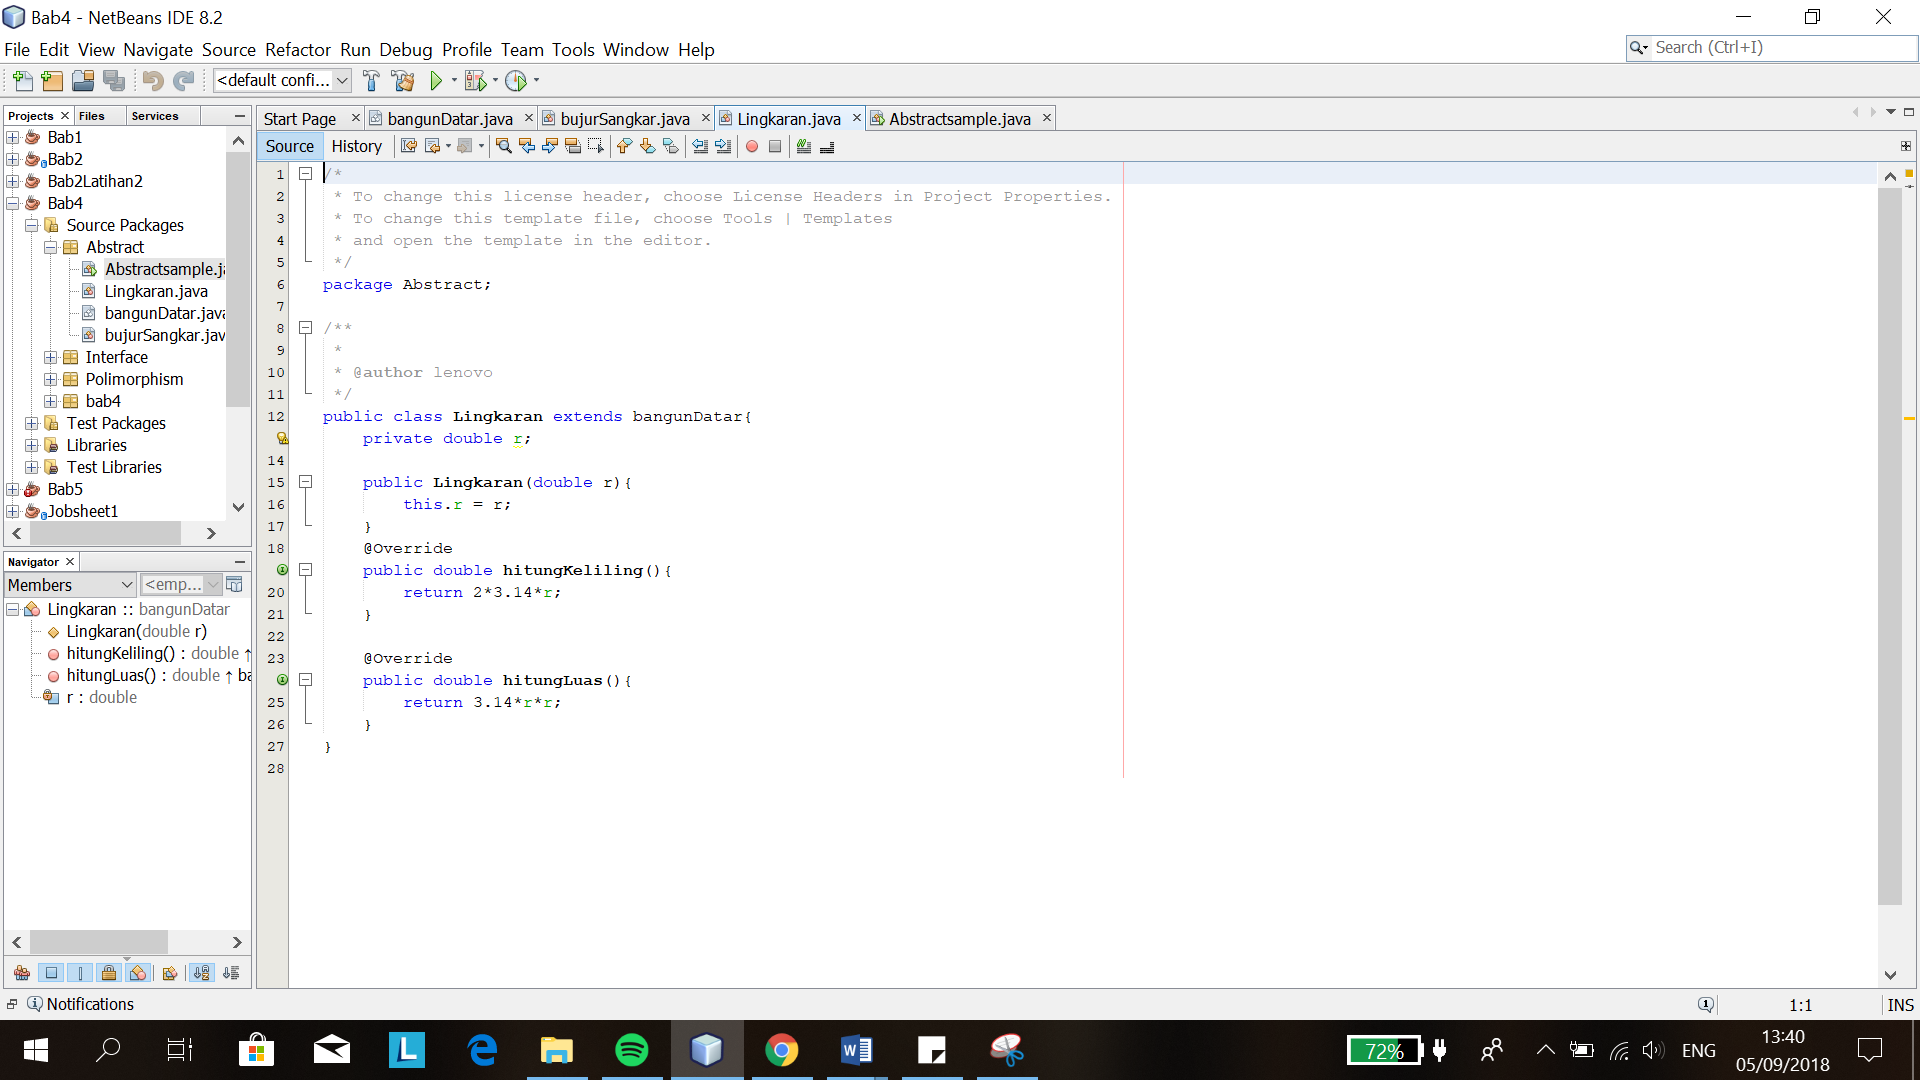 Bab4 - NetBeans IDE 8.2
File Edit View Navigate Source Refactor Run Debug Profile Team Tools Window Help
Search (Ctrl+I)
<default confi...
Projects Files Services
Bab1
Bab2
Bab2Latihan2
Bab4
Source Packages
Abstract
Abstractsample.j
Lingkaran.java
bangunDatar.java
bujurSangkar.jav
Interface
Polimorphism
bab4
Test Packages
Libraries
Test Libraries
Bab5
Jobsheet1
Navigator
Members <emp...
Lingkaran :: bangunDatar
Lingkaran(double r)
hitungKeliling() : double ↑
hitungLuas() : double ↑ ba
r : double
Start Page bangunDatar.java bujurSangkar.java Lingkaran.java Abstractsample.java
Source History
1 /*
2 * To change this license header, choose License Headers in Project Properties.
3 * To change this template file, choose Tools | Templates
4 * and open the template in the editor.
5 */
6 package Abstract;
7
8 /**
9 *
10 * @author lenovo
11 */
12 public class Lingkaran extends bangunDatar{
private double r;
14
15 public Lingkaran(double r){
16 this.r = r;
17 }
18 @Override
public double hitungKeliling(){
20 return 2*3.14*r;
21 }
22
23 @Override
public double hitungLuas(){
25 return 3.14*r*r;
26 }
27 }
28
Notifications
1:1 INS
72% ENG
13:40
05/09/2018